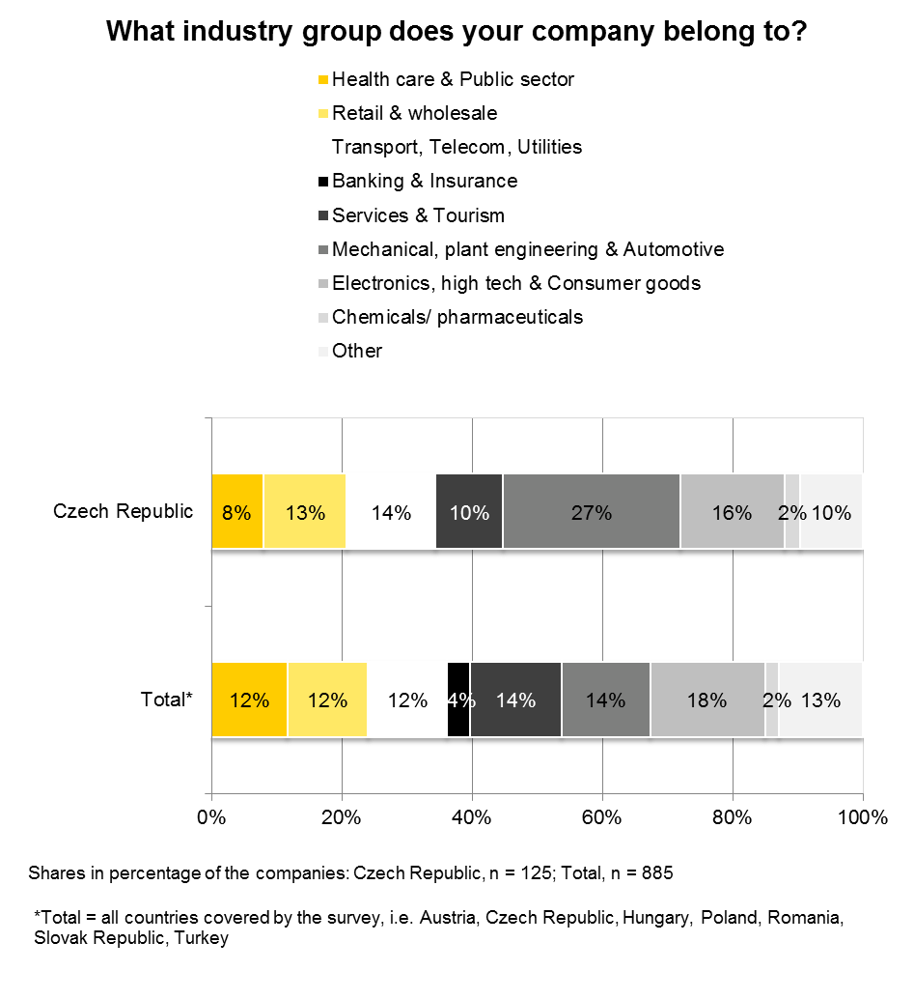 What industry group does your company belong to?
Health care & Public sector
Retail & wholesale
Transport, Telecom, Utilities
Banking & Insurance
Services & Tourism
Mechanical, plant engineering & Automotive
Electronics, high tech & Consumer goods
Chemicals/ pharmaceuticals
Other
Czech Republic 8% 13% 14% 10% 27% 16% 2% 10%
Total* 12% 12% 12% 4% 14% 14% 18% 2% 13%
0% 20% 40% 60% 80% 100%
Shares in percentage of the companies: Czech Republic, n = 125; Total, n = 885
*Total = all countries covered by the survey, i.e. Austria, Czech Republic, Hungary, Poland, Romania,
Slovak Republic, Turkey